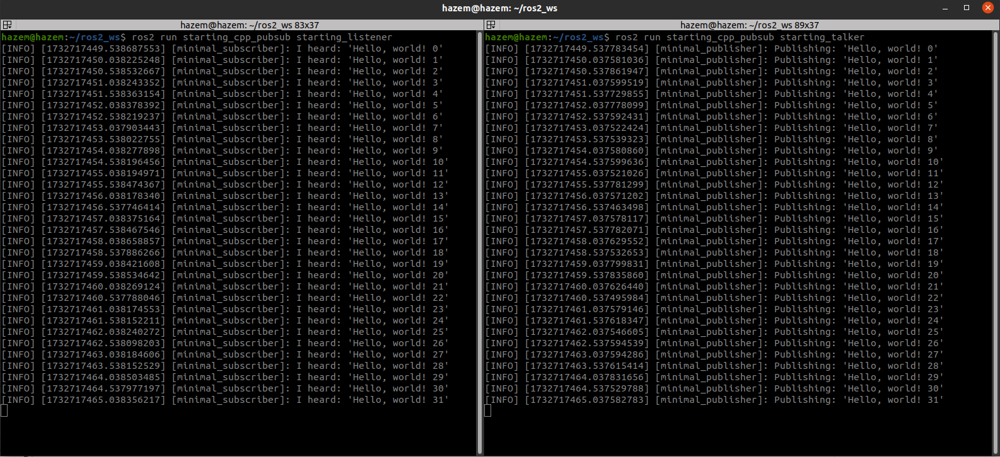 hazem@hazem: ~/ros2_ws
hazem@hazem: ~/ros2_ws 83x37
hazem@hazem:~/ros2_ws$ ros2 run starting_cpp_pubsub starting_listener
[INFO] [1732717449.538687553] [minimal_subscriber]: I heard: 'Hello, world! 0'
[INFO] [1732717450.038225248] [minimal_subscriber]: I heard: 'Hello, world! 1'
[INFO] [1732717450.538532667] [minimal_subscriber]: I heard: 'Hello, world! 2'
[INFO] [1732717451.038243352] [minimal_subscriber]: I heard: 'Hello, world! 3'
[INFO] [1732717451.538363154] [minimal_subscriber]: I heard: 'Hello, world! 4'
[INFO] [1732717452.038378392] [minimal_subscriber]: I heard: 'Hello, world! 5'
[INFO] [1732717452.538219237] [minimal_subscriber]: I heard: 'Hello, world! 6'
[INFO] [1732717453.037903443] [minimal_subscriber]: I heard: 'Hello, world! 7'
[INFO] [1732717453.538022755] [minimal_subscriber]: I heard: 'Hello, world! 8'
[INFO] [1732717454.038277898] [minimal_subscriber]: I heard: 'Hello, world! 9'
[INFO] [1732717454.538196456] [minimal_subscriber]: I heard: 'Hello, world! 10'
[INFO] [1732717455.038194971] [minimal_subscriber]: I heard: 'Hello, world! 11'
[INFO] [1732717455.538474367] [minimal_subscriber]: I heard: 'Hello, world! 12'
[INFO] [1732717456.038178340] [minimal_subscriber]: I heard: 'Hello, world! 13'
[INFO] [1732717456.537746414] [minimal_subscriber]: I heard: 'Hello, world! 14'
[INFO] [1732717457.038375164] [minimal_subscriber]: I heard: 'Hello, world! 15'
[INFO] [1732717457.538467546] [minimal_subscriber]: I heard: 'Hello, world! 16'
[INFO] [1732717458.038658857] [minimal_subscriber]: I heard: 'Hello, world! 17'
[INFO] [1732717458.537886266] [minimal_subscriber]: I heard: 'Hello, world! 18'
[INFO] [1732717459.038421608] [minimal_subscriber]: I heard: 'Hello, world! 19'
[INFO] [1732717459.538534642] [minimal_subscriber]: I heard: 'Hello, world! 20'
[INFO] [1732717460.038269124] [minimal_subscriber]: I heard: 'Hello, world! 21'
[INFO] [1732717460.537788046] [minimal_subscriber]: I heard: 'Hello, world! 22'
[INFO] [1732717461.038174553] [minimal_subscriber]: I heard: 'Hello, world! 23'
[INFO] [1732717461.538152211] [minimal_subscriber]: I heard: 'Hello, world! 24'
[INFO] [1732717462.038240272] [minimal_subscriber]: I heard: 'Hello, world! 25'
[INFO] [1732717462.538098203] [minimal_subscriber]: I heard: 'Hello, world! 26'
[INFO] [1732717463.038184606] [minimal_subscriber]: I heard: 'Hello, world! 27'
[INFO] [1732717463.538152529] [minimal_subscriber]: I heard: 'Hello, world! 28'
[INFO] [1732717464.038503485] [minimal_subscriber]: I heard: 'Hello, world! 29'
[INFO] [1732717464.537977197] [minimal_subscriber]: I heard: 'Hello, world! 30'
[INFO] [1732717465.038356217] [minimal_subscriber]: I heard: 'Hello, world! 31'
hazem@hazem: ~/ros2_ws 89x37
hazem@hazem:~/ros2_ws$ ros2 run starting_cpp_pubsub starting_talker
[INFO] [1732717449.537783454] [minimal_publisher]: Publishing: 'Hello, world! 0'
[INFO] [1732717450.037581036] [minimal_publisher]: Publishing: 'Hello, world! 1'
[INFO] [1732717450.537861947] [minimal_publisher]: Publishing: 'Hello, world! 2'
[INFO] [1732717451.037599519] [minimal_publisher]: Publishing: 'Hello, world! 3'
[INFO] [1732717451.537729855] [minimal_publisher]: Publishing: 'Hello, world! 4'
[INFO] [1732717452.037778099] [minimal_publisher]: Publishing: 'Hello, world! 5'
[INFO] [1732717452.537592431] [minimal_publisher]: Publishing: 'Hello, world! 6'
[INFO] [1732717453.037522424] [minimal_publisher]: Publishing: 'Hello, world! 7'
[INFO] [1732717453.537539323] [minimal_publisher]: Publishing: 'Hello, world! 8'
[INFO] [1732717454.037580860] [minimal_publisher]: Publishing: 'Hello, world! 9'
[INFO] [1732717454.537599636] [minimal_publisher]: Publishing: 'Hello, world! 10'
[INFO] [1732717455.037521026] [minimal_publisher]: Publishing: 'Hello, world! 11'
[INFO] [1732717455.537781299] [minimal_publisher]: Publishing: 'Hello, world! 12'
[INFO] [1732717456.037571202] [minimal_publisher]: Publishing: 'Hello, world! 13'
[INFO] [1732717456.537463498] [minimal_publisher]: Publishing: 'Hello, world! 14'
[INFO] [1732717457.037578117] [minimal_publisher]: Publishing: 'Hello, world! 15'
[INFO] [1732717457.537782071] [minimal_publisher]: Publishing: 'Hello, world! 16'
[INFO] [1732717458.037629552] [minimal_publisher]: Publishing: 'Hello, world! 17'
[INFO] [1732717458.537532653] [minimal_publisher]: Publishing: 'Hello, world! 18'
[INFO] [1732717459.037799831] [minimal_publisher]: Publishing: 'Hello, world! 19'
[INFO] [1732717459.537835860] [minimal_publisher]: Publishing: 'Hello, world! 20'
[INFO] [1732717460.037626440] [minimal_publisher]: Publishing: 'Hello, world! 21'
[INFO] [1732717460.537495984] [minimal_publisher]: Publishing: 'Hello, world! 22'
[INFO] [1732717461.037579146] [minimal_publisher]: Publishing: 'Hello, world! 23'
[INFO] [1732717461.537618347] [minimal_publisher]: Publishing: 'Hello, world! 24'
[INFO] [1732717462.037546605] [minimal_publisher]: Publishing: 'Hello, world! 25'
[INFO] [1732717462.537594539] [minimal_publisher]: Publishing: 'Hello, world! 26'
[INFO] [1732717463.037594286] [minimal_publisher]: Publishing: 'Hello, world! 27'
[INFO] [1732717463.537615414] [minimal_publisher]: Publishing: 'Hello, world! 28'
[INFO] [1732717464.037831656] [minimal_publisher]: Publishing: 'Hello, world! 29'
[INFO] [1732717464.537529788] [minimal_publisher]: Publishing: 'Hello, world! 30'
[INFO] [1732717465.037582783] [minimal_publisher]: Publishing: 'Hello, world! 31'